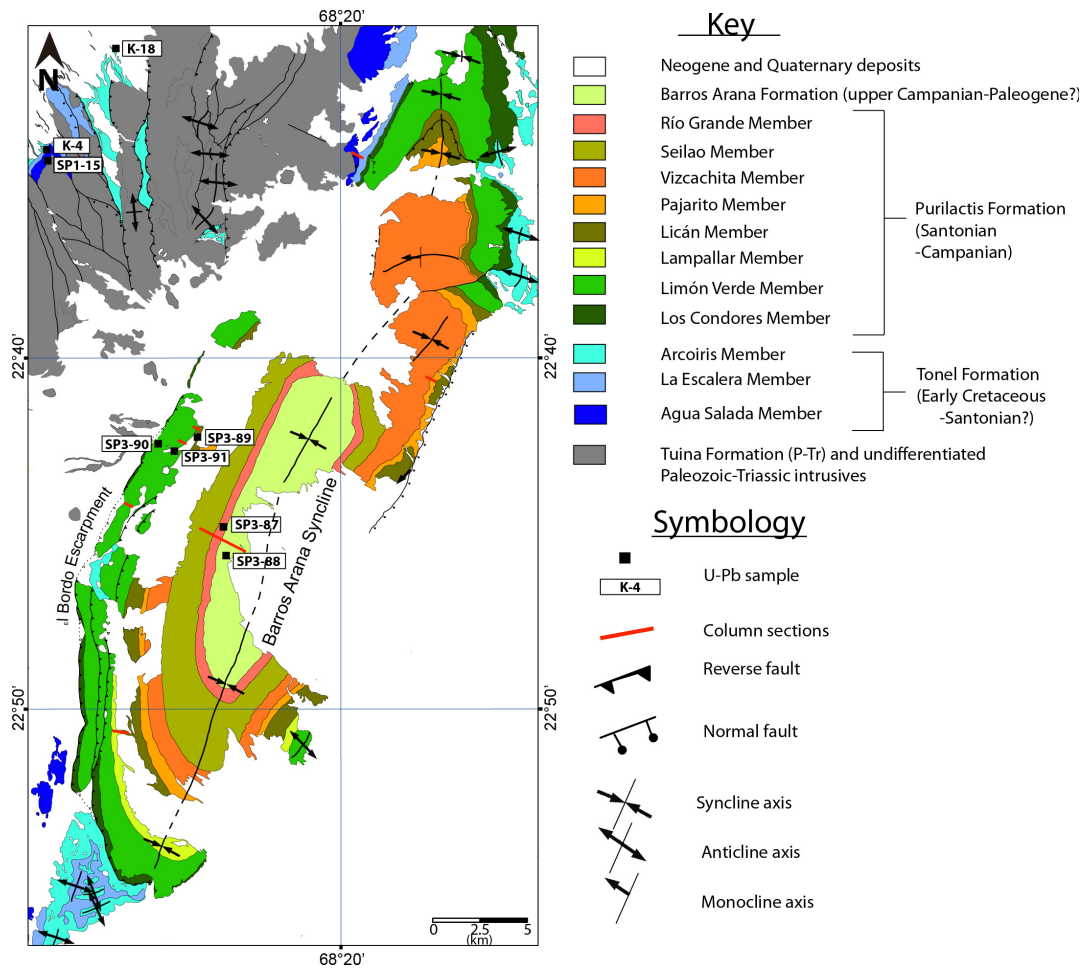 68°20'
N
K-18
K-4
SP1-15
22°40'
22°40'
SP3-90
SP3-89
SP3-91
SP3-87
SP3-88
l Bordo Escarpment
Barros Arana Syncline
22°50'
22°50'
0 2.5 5
(km)
68°20'
Key
Neogene and Quaternary deposits
Barros Arana Formation (upper Campanian-Paleogene?)
Río Grande Member
Seilao Member
Vizcachita Member
Pajarito Member
Licán Member
Lampallar Member
Limón Verde Member
Los Condores Member
Purilactis Formation
(Santonian
-Campanian)
Arcoiris Member
La Escalera Member
Agua Salada Member
Tonel Formation
(Early Cretaceous
-Santonian?)
Tuina Formation (P-Tr) and undifferentiated
Paleozoic-Triassic intrusives
Symbology
K-4
U-Pb sample
Column sections
Reverse fault
Normal fault
Syncline axis
Anticline axis
Monocline axis